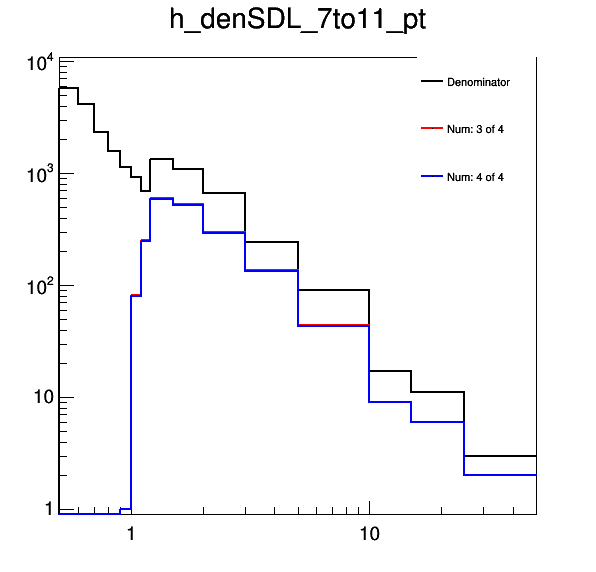 h_denSDL_7to11_pt
10^4
Denominator
Num: 3 of 4
10^3
Num: 4 of 4
10^2
10
1
1
10